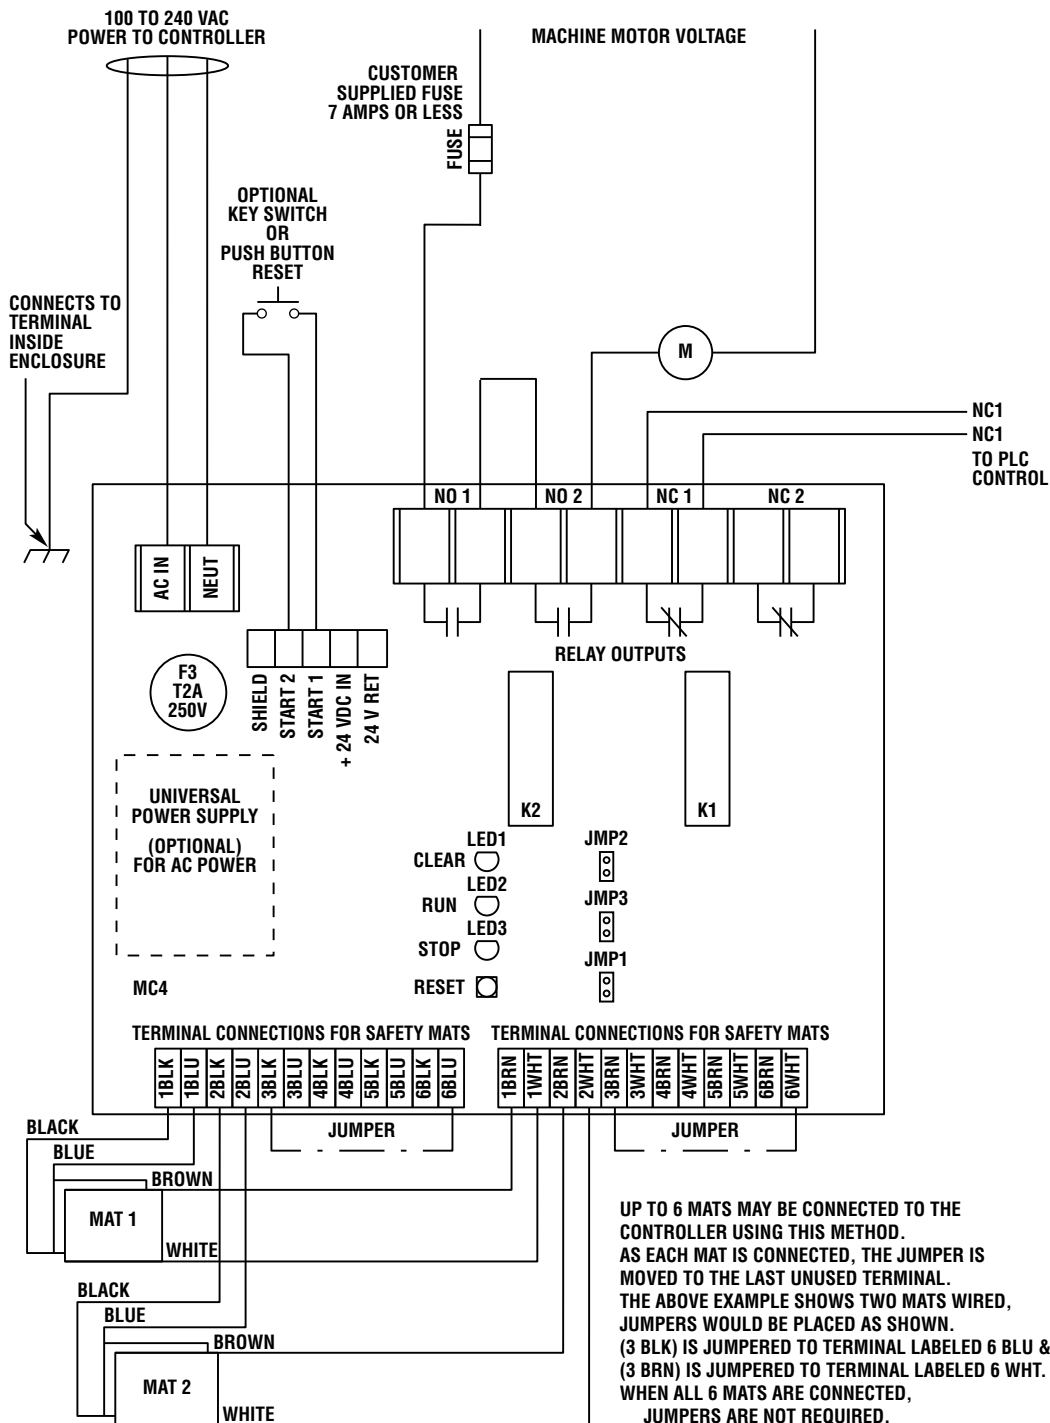 100 TO 240 VAC
POWER TO CONTROLLER
MACHINE MOTOR VOLTAGE
CUSTOMER
SUPPLIED FUSE
7 AMPS OR LESS
FUSE
OPTIONAL
KEY SWITCH
OR
PUSH BUTTON
RESET
CONNECTS TO
TERMINAL
INSIDE
ENCLOSURE
M
NC1
NC1
TO PLC
CONTROL
NO 1
NO 2
NC 1
NC 2
AC IN
NEUT
RELAY OUTPUTS
F3
T2A
250V
SHIELD
START 2
START 1
+ 24 VDC IN
24 V RET
UNIVERSAL
POWER SUPPLY
(OPTIONAL)
FOR AC POWER
K2
K1
LED1
CLEAR
LED2
RUN
LED3
STOP
RESET
JMP2
JMP3
JMP1
MC4
TERMINAL CONNECTIONS FOR SAFETY MATS
1BLK
1BLU
2BLK
2BLU
3BLK
3BLU
4BLK
4BLU
5BLK
5BLU
6BLK
6BLU
TERMINAL CONNECTIONS FOR SAFETY MATS
1BRN
1WHT
2BRN
2WHT
3BRN
3WHT
4BRN
4WHT
5BRN
5WHT
6BRN
6WHT
JUMPER
JUMPER
BLACK
BLUE
BROWN
MAT 1
WHITE
BLACK
BLUE
BROWN
MAT 2
WHITE
UP TO 6 MATS MAY BE CONNECTED TO THE
CONTROLLER USING THIS METHOD.
AS EACH MAT IS CONNECTED, THE JUMPER IS
MOVED TO THE LAST UNUSED TERMINAL.
THE ABOVE EXAMPLE SHOWS TWO MATS WIRED,
JUMPERS WOULD BE PLACED AS SHOWN.
(3 BLK) IS JUMPERED TO TERMINAL LABELED 6 BLU &
(3 BRN) IS JUMPERED TO TERMINAL LABELED 6 WHT.
WHEN ALL 6 MATS ARE CONNECTED,
JUMPERS ARE NOT REQUIRED.